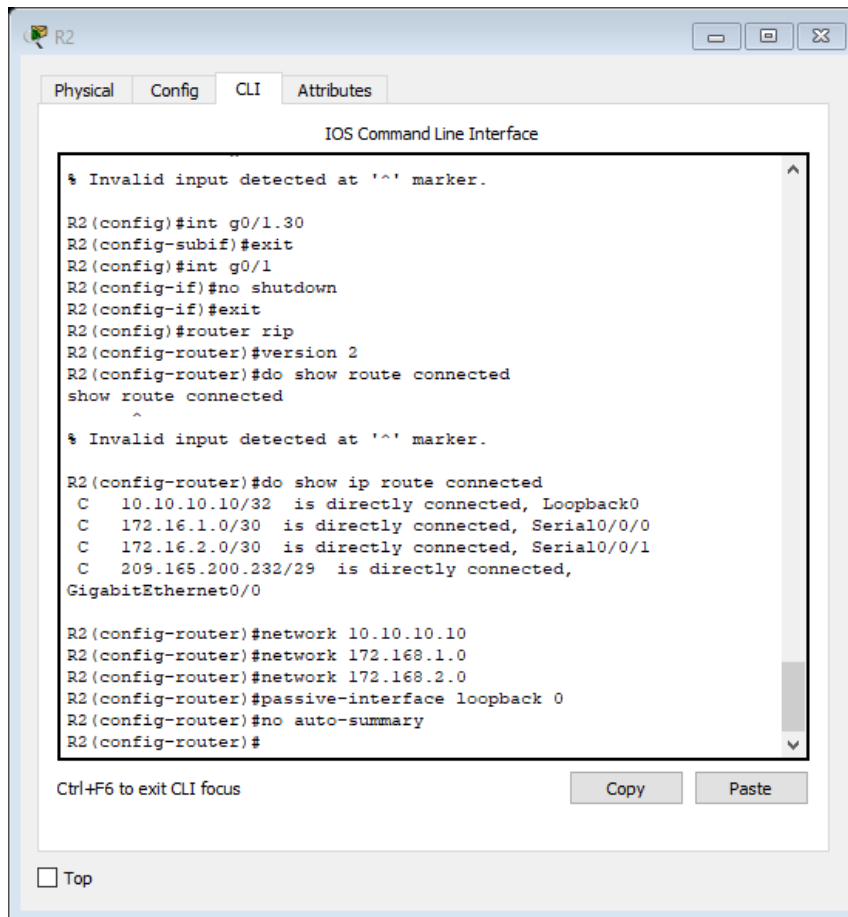 R2
Physical Config CLI Attributes
IOS Command Line Interface
% Invalid input detected at '^' marker.
R2(config)#int g0/1.30
R2(config-subif)#exit
R2(config)#int g0/1
R2(config-if)#no shutdown
R2(config-if)#exit
R2(config)#router rip
R2(config-router)#version 2
R2(config-router)#do show route connected
show route connected
^
% Invalid input detected at '^' marker.
R2(config-router)#do show ip route connected
C 10.10.10.10/32 is directly connected, Loopback0
C 172.16.1.0/30 is directly connected, Serial0/0/0
C 172.16.2.0/30 is directly connected, Serial0/0/1
C 209.165.200.232/29 is directly connected,
GigabitEthernet0/0
R2(config-router)#network 10.10.10.10
R2(config-router)#network 172.168.1.0
R2(config-router)#network 172.168.2.0
R2(config-router)#passive-interface loopback 0
R2(config-router)#no auto-summary
R2(config-router)#
Ctrl+F6 to exit CLI focus
Copy Paste
Top